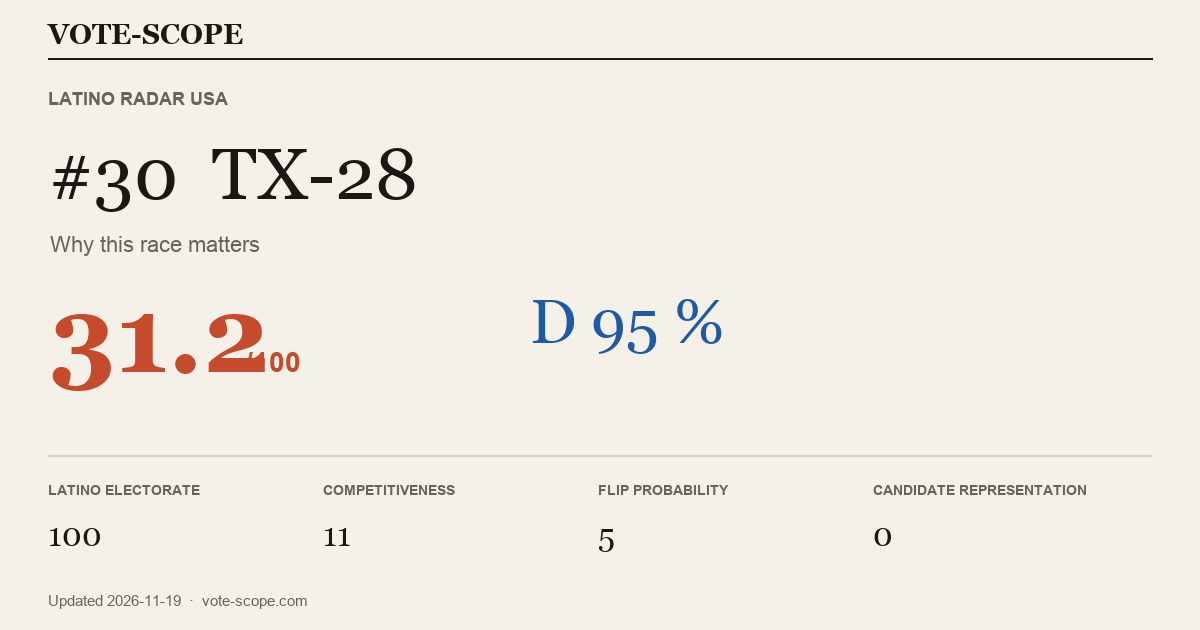 VOTE-SCOPE
LATINO RADAR USA
#30 TX-28
Why this race matters
31.2/100
D 95 %
LATINO ELECTORATE COMPETITIVENESS FLIP PROBABILITY CANDIDATE REPRESENTATION
100 11 5 0
Updated 2026-11-19 · vote-scope.com